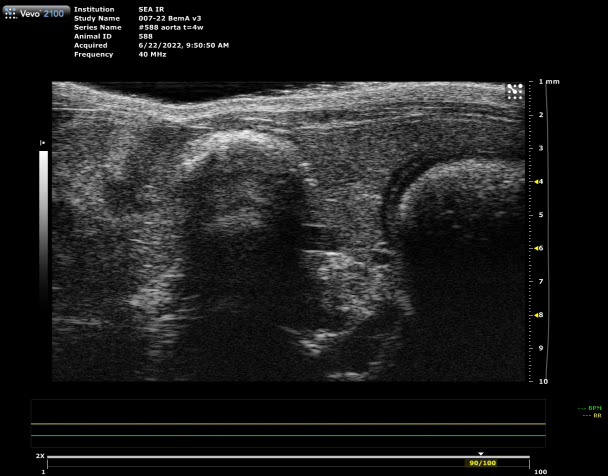 Vevo 2100
Institution SEA IR
Study Name 007-22 BemA v3
Series Name #588 aorta t=4w
Animal ID 588
Acquired 6/22/2022, 9:50:50 AM
Frequency 40 MHz
1 mm
2
3
4
5
6
7
8
9
10
--- BPM
--- RR
2X
90/100
1
100